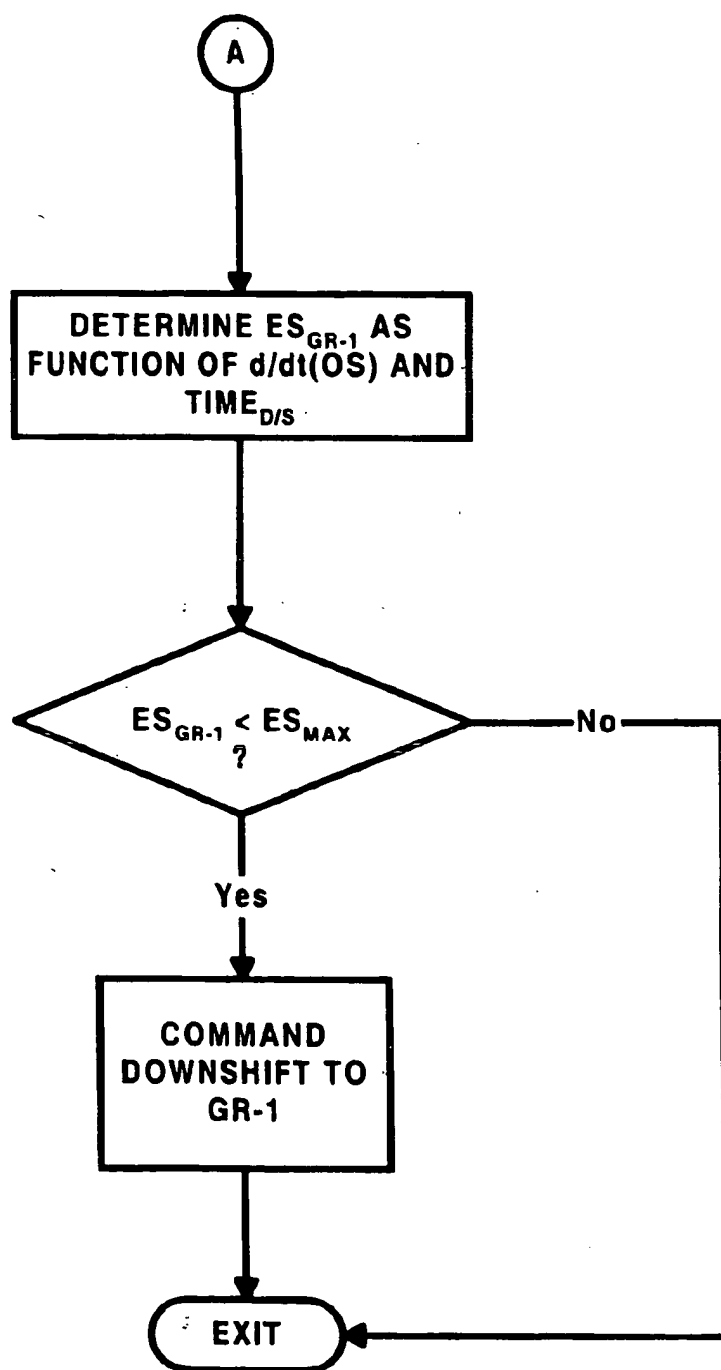 A
DETERMINE ES_GR-1 AS
FUNCTION OF d/dt(OS) AND
TIME_D/S
ES_GR-1 < ES_MAX
?
No
Yes
COMMAND
DOWNSHIFT TO
GR-1
EXIT